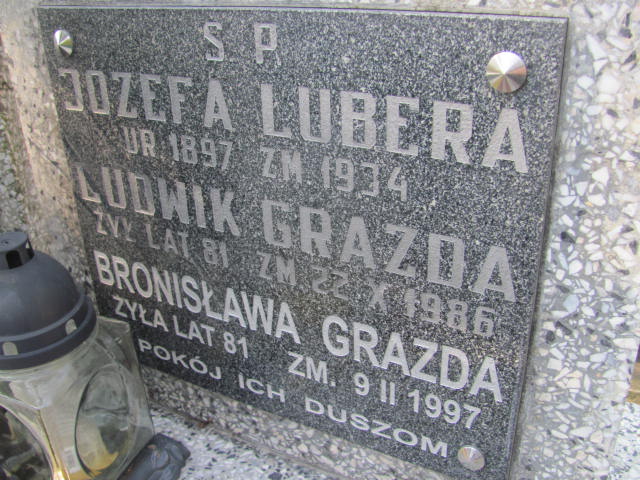 Ś P.
JÓZEFA LUBERA
UR. 1897 ZM. 1934
LUDWIK GRAZDA
ŻYŁ LAT 81 ZM. 22 X 1986
BRONISŁAWA GRAZDA
ŻYŁA LAT 81 ZM. 9 II 1997
POKÓJ ICH DUSZOM